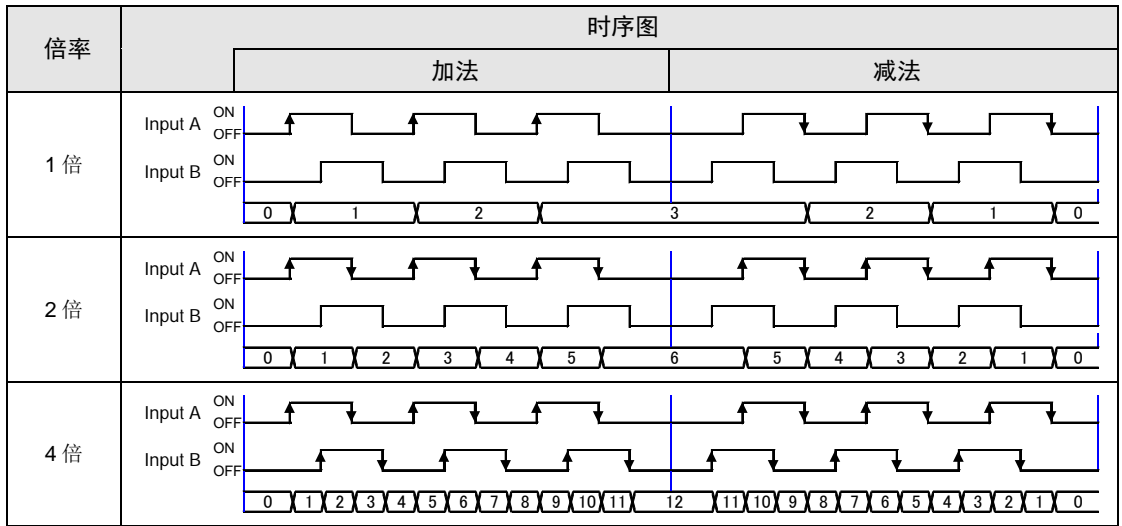 倍率
时序图
加法
减法
1 倍
Input A ON
OFF
Input B ON
OFF
0 1 2 3 2 1 0
2 倍
Input A ON
OFF
Input B ON
OFF
0 1 2 3 4 5 6 5 4 3 2 1 0
4 倍
Input A ON
OFF
Input B ON
OFF
0 1 2 3 4 5 6 7 8 9 10 11 12 11 10 9 8 7 6 5 4 3 2 1 0